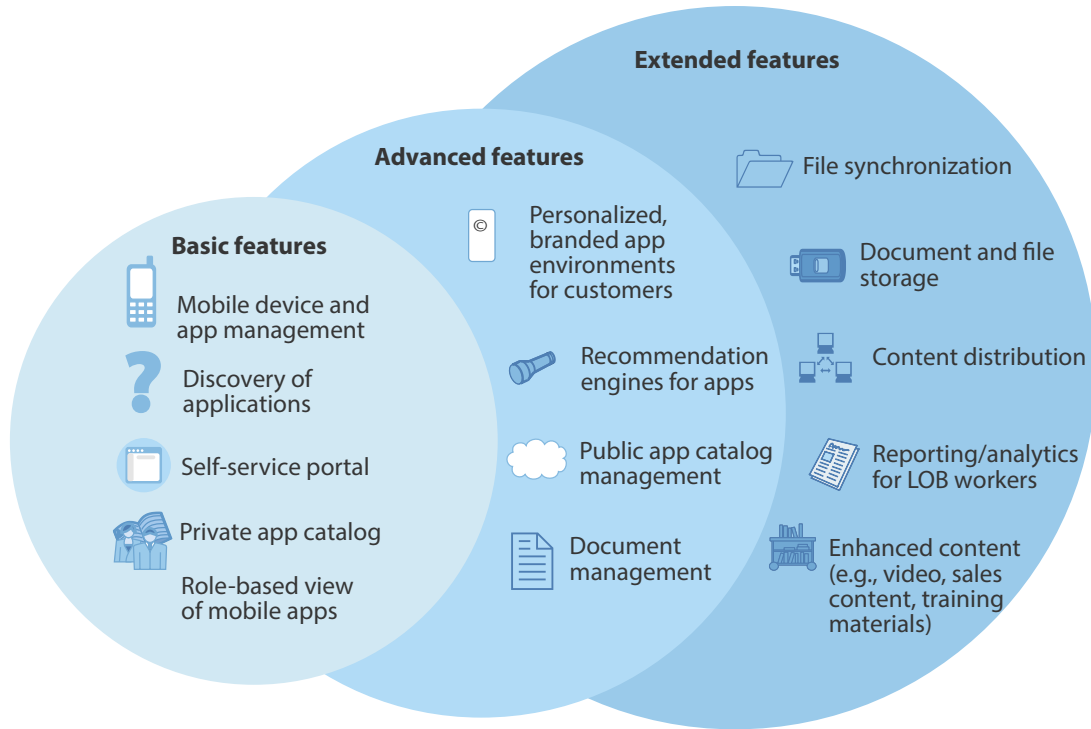 Extended features
File synchronization
Document and file
storage
Content distribution
Reporting/analytics
for LOB workers
Enhanced content
(e.g., video, sales
content, training
materials)
Advanced features
©
Personalized,
branded app
environments
for customers
Recommendation
engines for apps
Public app catalog
management
Document
management
Basic features
Mobile device and
app management
?
Discovery of
applications
Self-service portal
Private app catalog
Role-based view
of mobile apps